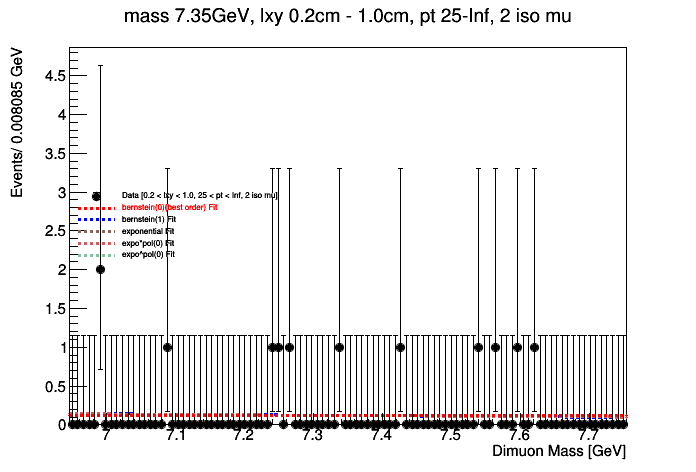 mass 7.35GeV, lxy 0.2cm - 1.0cm, pt 25-Inf, 2 iso mu
Events/ 0.008085 GeV
4.5
4
3.5
3
2.5
2
1.5
1
0.5
0
Data [0.2 < lxy < 1.0, 25 < pt < Inf, 2 iso mu]
bernstein(0)(best order) Fit
bernstein(1) Fit
exponential Fit
expo*pol(0) Fit
expo^pol(0) Fit
7 7.1 7.2 7.3 7.4 7.5 7.6 7.7
Dimuon Mass [GeV]